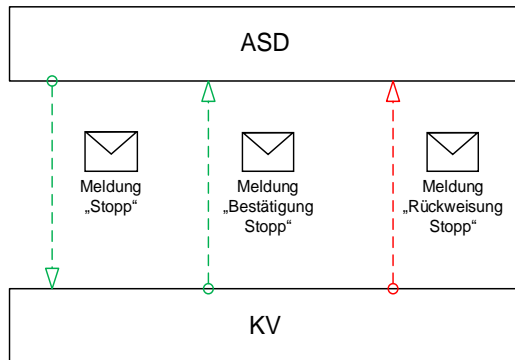 ASD
Meldung
„Stopp“
Meldung
„Bestätigung
Stopp“
Meldung
„Rückweisung
Stopp“
KV